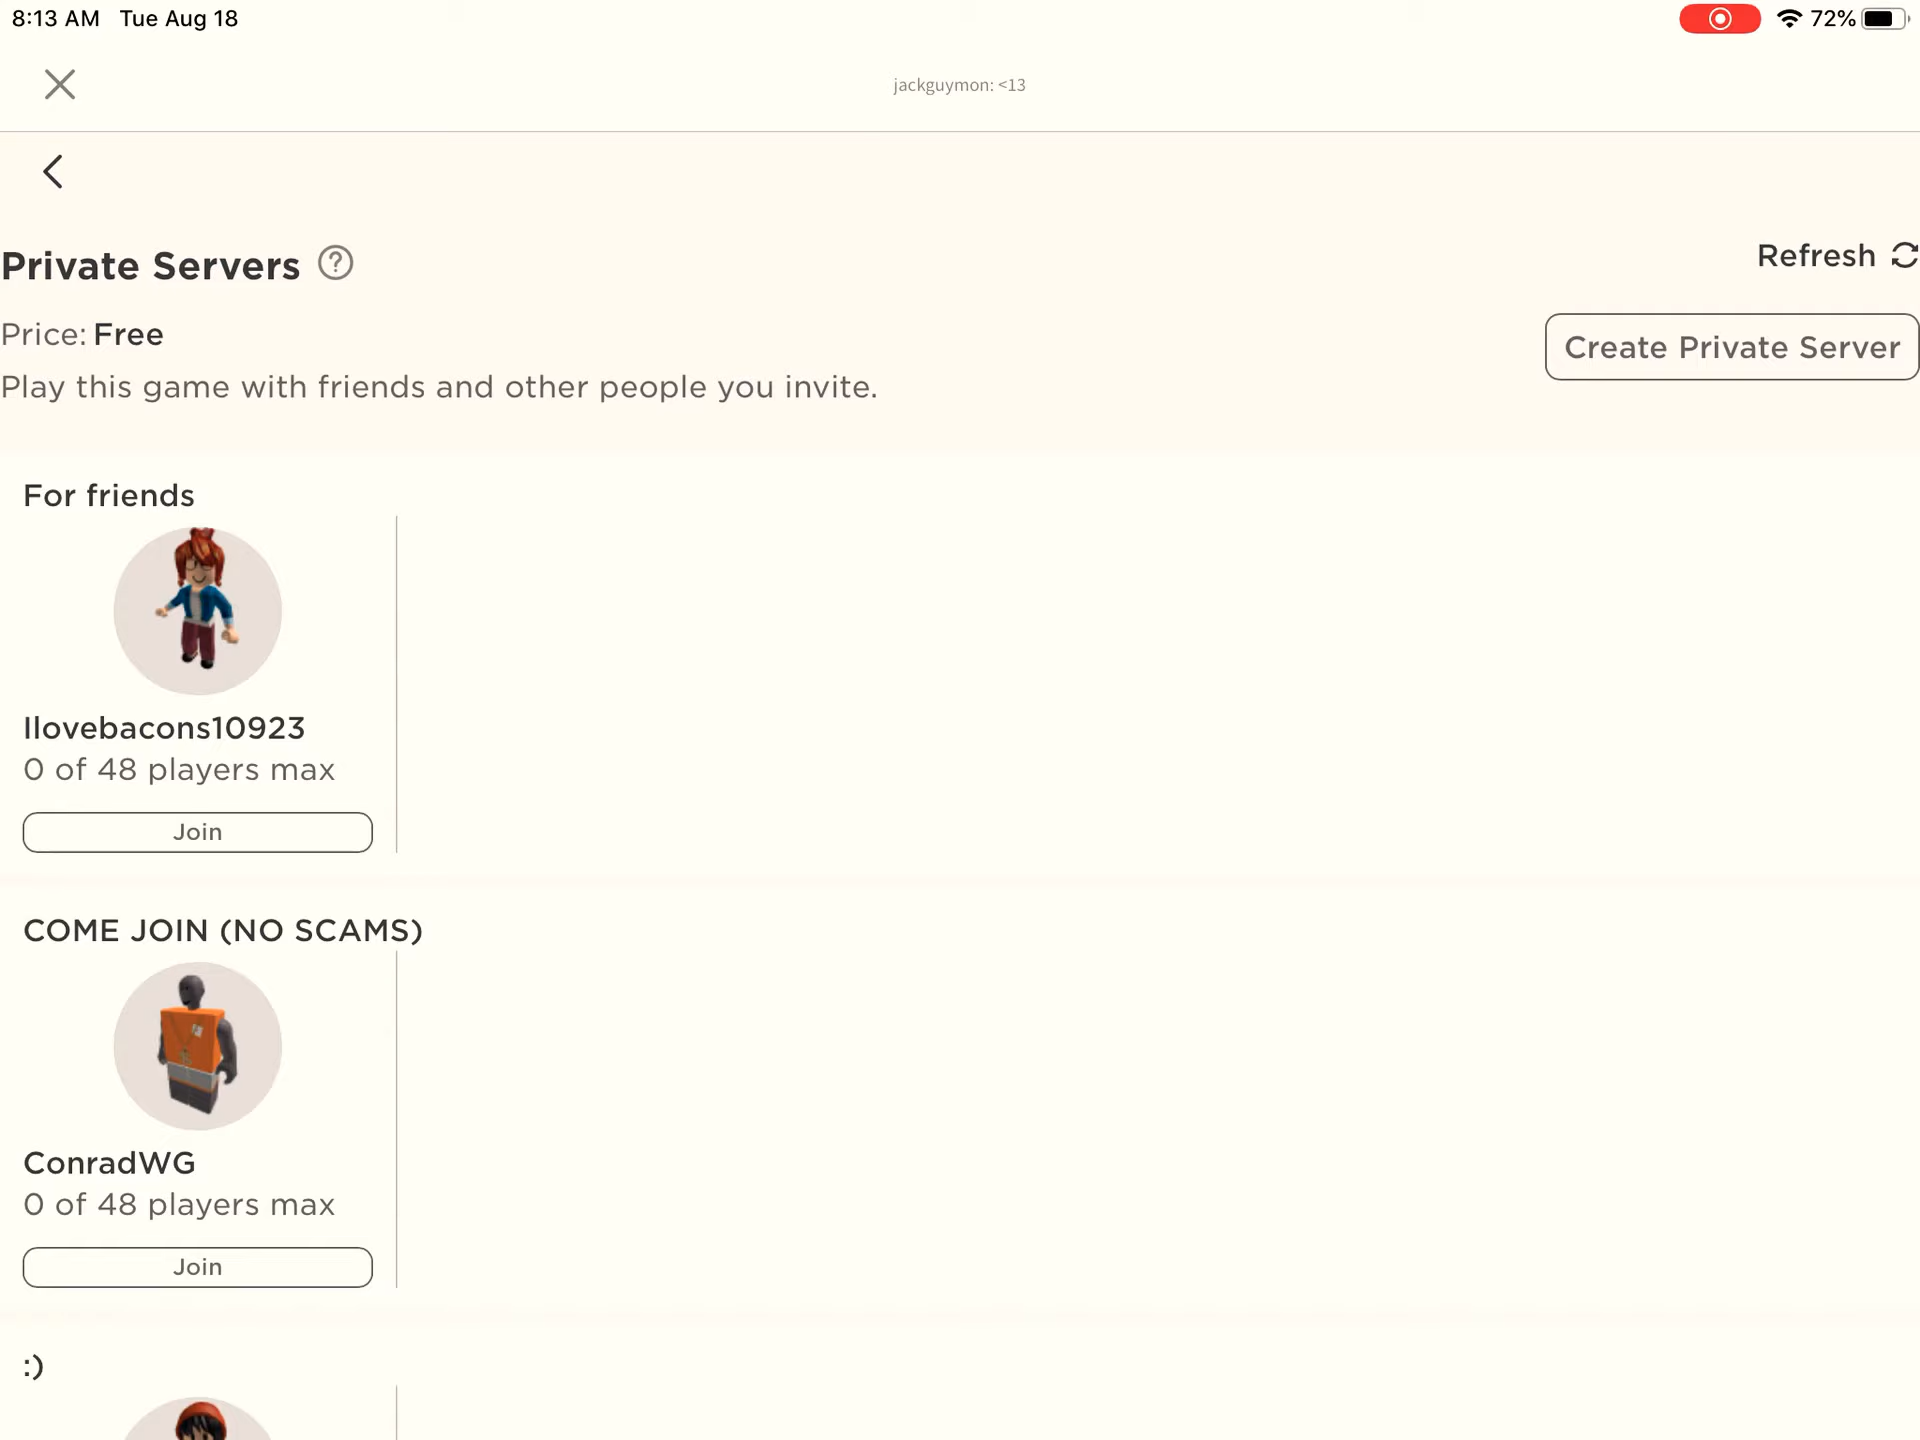 8:13 AM Tue Aug 18
72%
jackguymon: <13
Private Servers
Refresh
Price: Free
Create Private Server
Play this game with friends and other people you invite.
For friends
Ilovebacons10923
0 of 48 players max
Join
COME JOIN (NO SCAMS)
ConradWG
0 of 48 players max
Join
:)